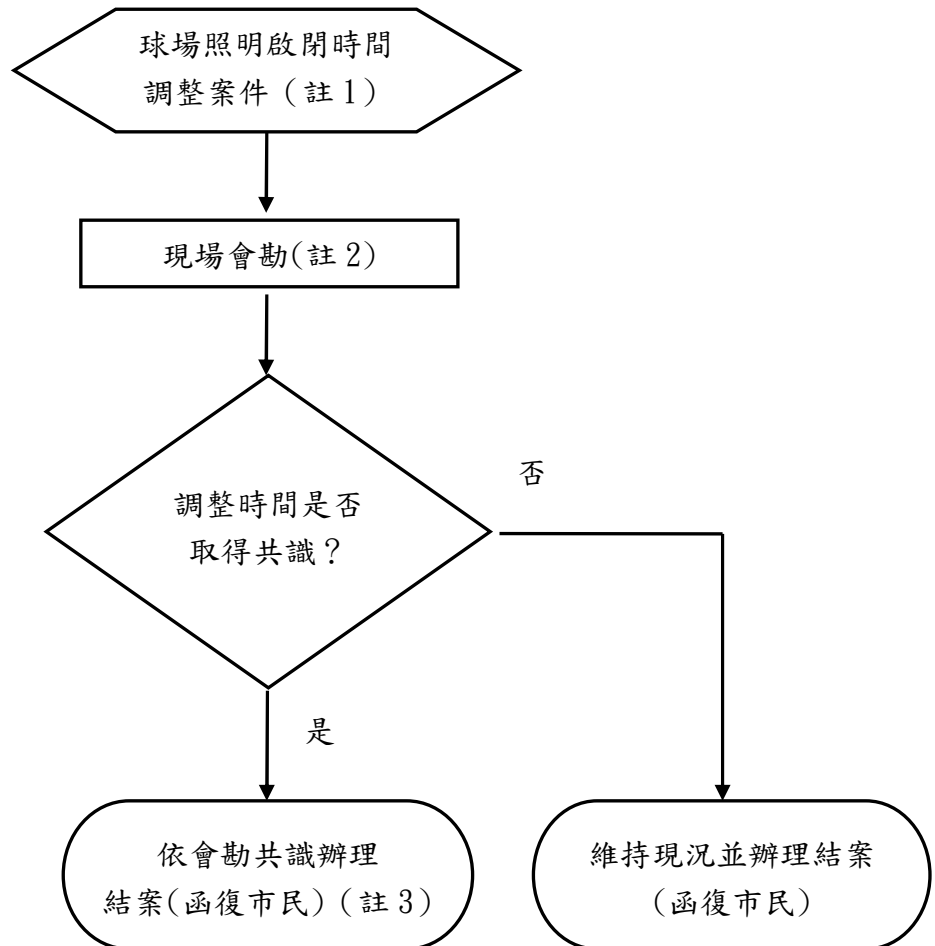 球場照明啟閉時間
調整案件（註1）
現場會勘(註2)
調整時間是否
取得共識？
否
是
依會勘共識辦理
結案(函復市民)（註3）
維持現況並辦理結案
(函復市民)